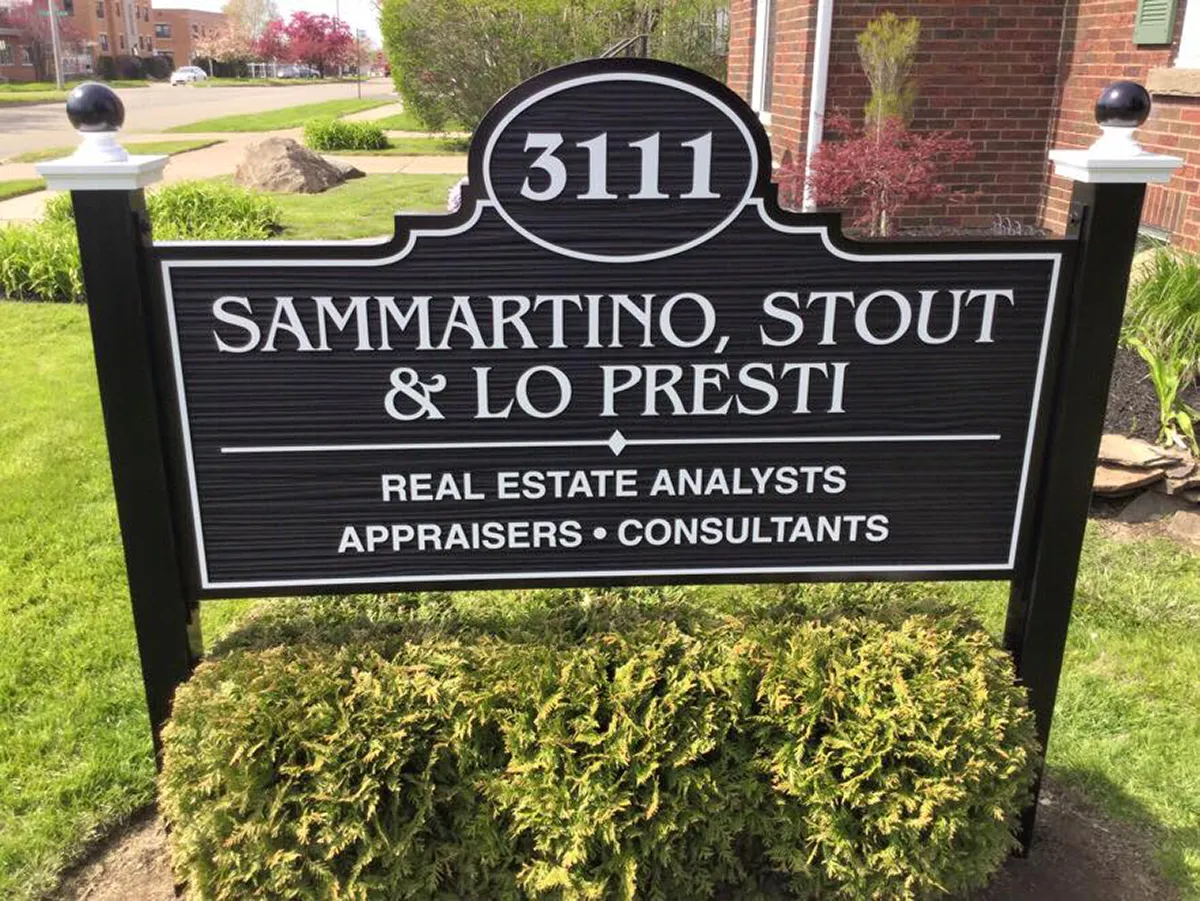 3111
SAMMARTINO, STOUT
& LO PRESTI
REAL ESTATE ANALYSTS
APPRAISERS • CONSULTANTS